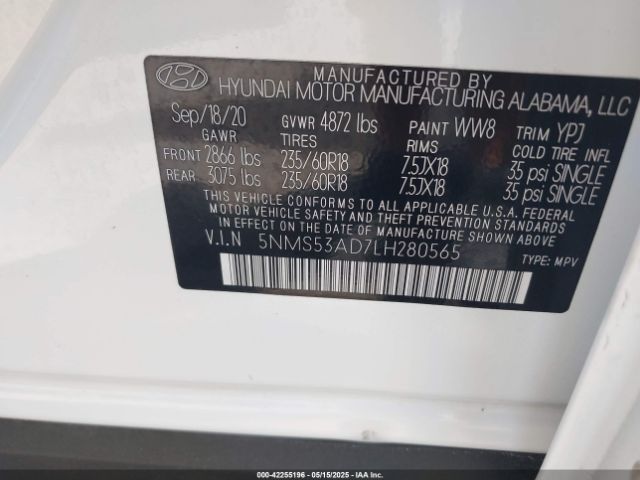 MANUFACTURED BY
HYUNDAI MOTOR MANUFACTURING ALABAMA, LLC
Sep/18/20 GVWR 4872 lbs PAINT WW8 TRIM YPJ
GAWR TIRES RIMS COLD TIRE INFL
FRONT 2866 lbs 235/60R18 7.5JX18 35 psi SINGLE
REAR 3075 lbs 235/60R18 7.5JX18 35 psi SINGLE
THIS VEHICLE CONFORMS TO ALL APPLICABLE U.S.A. FEDERAL
MOTOR VEHICLE SAFETY AND THEFT PREVENTION STANDARDS
IN EFFECT ON THE DATE OF MANUFACTURE SHOWN ABOVE.
V.I.N 5NMS53AD7LH280565
TYPE: MPV
000-42255196 - 05/15/2025 - IAA Inc.